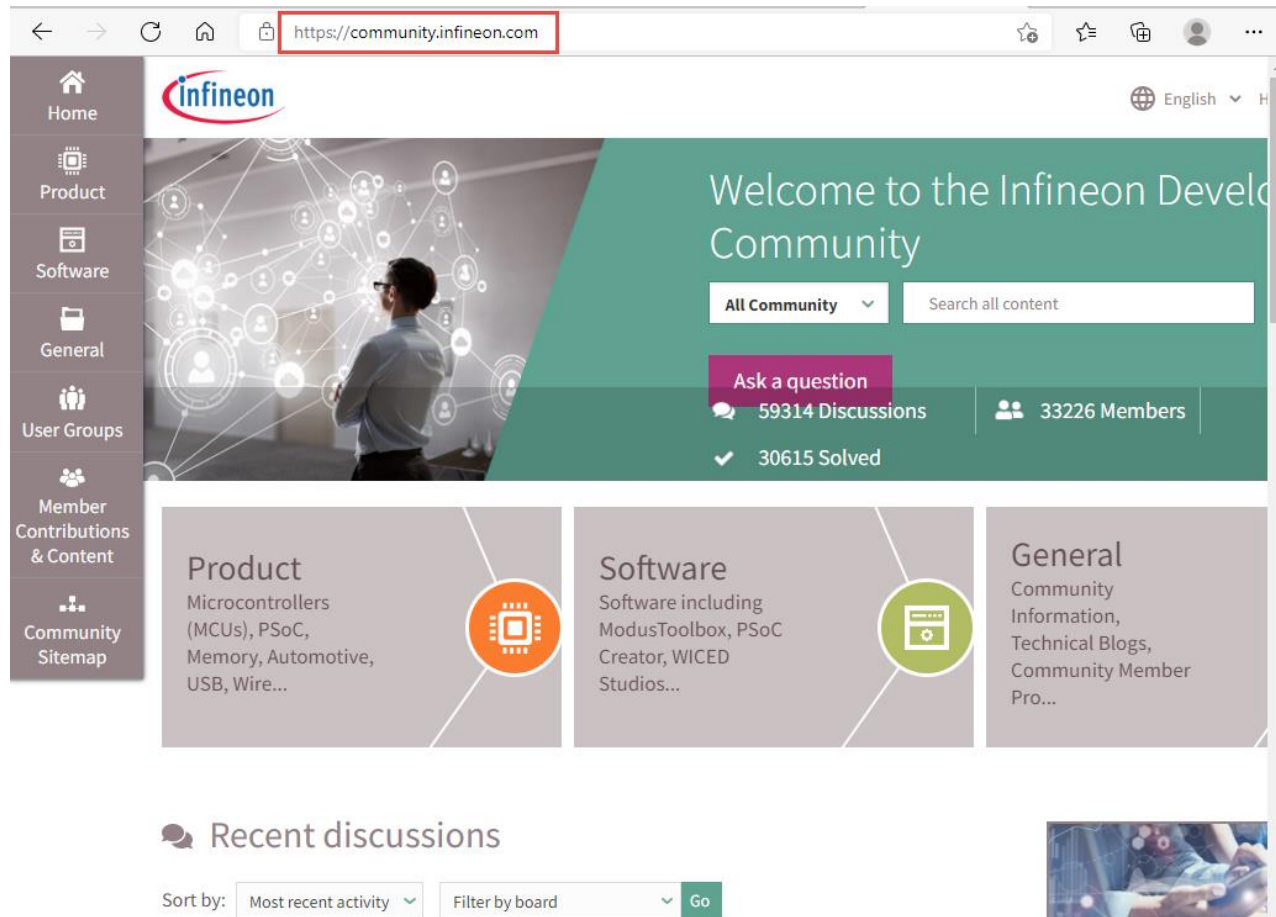 https://community.infineon.com
Home
Product
Software
General
User Groups
Member
Contributions
& Content
Community
Sitemap
infineon
English
H
Welcome to the Infineon Develo
Community
All Community
Search all content
Ask a question
59314 Discussions
33226 Members
30615 Solved
Product
Microcontrollers
(MCUs), PSoC,
Memory, Automotive,
USB, Wire...
Software
Software including
ModusToolbox, PSoC
Creator, WICED
Studios...
General
Community
Information,
Technical Blogs,
Community Member
Pro...
Recent discussions
Sort by: Most recent activity Filter by board Go